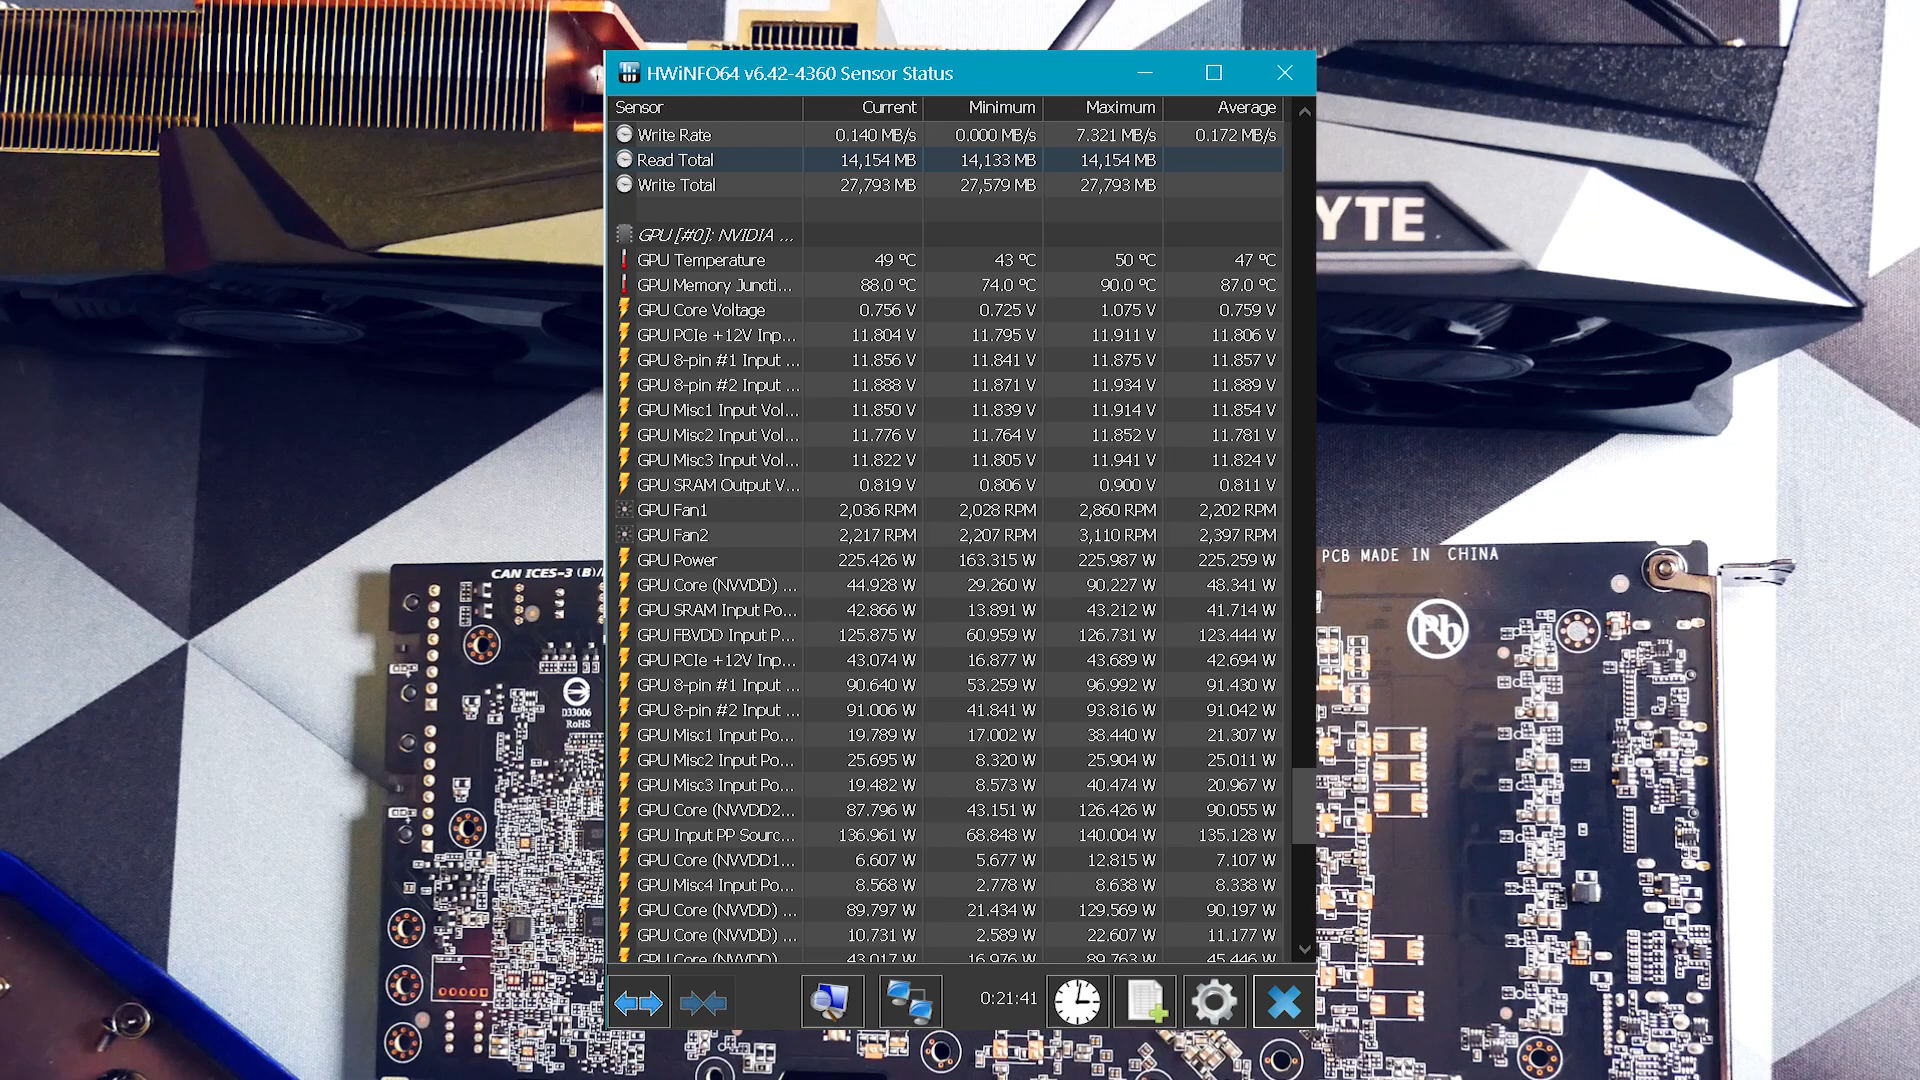 HWiNFO64 v6.42-4360 Sensor Status
Sensor Current Minimum Maximum Average
Write Rate 0.140 MB/s 0.000 MB/s 7.321 MB/s 0.172 MB/s
Read Total 14,154 MB 14,133 MB 14,154 MB
Write Total 27,793 MB 27,579 MB 27,793 MB
GPU [#0]: NVIDIA ...
GPU Temperature 49 °C 43 °C 50 °C 47 °C
GPU Memory Juncti... 88.0 °C 74.0 °C 90.0 °C 87.0 °C
GPU Core Voltage 0.756 V 0.725 V 1.075 V 0.759 V
GPU PCIe +12V Inp... 11.804 V 11.795 V 11.911 V 11.806 V
GPU 8-pin #1 Input ... 11.856 V 11.841 V 11.875 V 11.857 V
GPU 8-pin #2 Input ... 11.888 V 11.871 V 11.934 V 11.889 V
GPU Misc1 Input Vol... 11.850 V 11.839 V 11.914 V 11.854 V
GPU Misc2 Input Vol... 11.776 V 11.764 V 11.852 V 11.781 V
GPU Misc3 Input Vol... 11.822 V 11.805 V 11.941 V 11.824 V
GPU SRAM Output V... 0.819 V 0.806 V 0.900 V 0.811 V
GPU Fan1 2,036 RPM 2,028 RPM 2,860 RPM 2,202 RPM
GPU Fan2 2,217 RPM 2,207 RPM 3,110 RPM 2,397 RPM
GPU Power 225.426 W 163.315 W 225.987 W 225.259 W
GPU Core (NVVDD) ... 44.928 W 29.260 W 90.227 W 48.341 W
GPU SRAM Input Po... 42.866 W 13.891 W 43.212 W 41.714 W
GPU FBVDD Input P... 125.875 W 60.959 W 126.731 W 123.444 W
GPU PCIe +12V Inp... 43.074 W 16.877 W 43.689 W 42.694 W
GPU 8-pin #1 Input ... 90.640 W 53.259 W 96.992 W 91.430 W
GPU 8-pin #2 Input ... 91.006 W 41.841 W 93.816 W 91.042 W
GPU Misc1 Input Po... 19.789 W 17.002 W 38.440 W 21.307 W
GPU Misc2 Input Po... 25.695 W 8.320 W 25.904 W 25.011 W
GPU Misc3 Input Po... 19.482 W 8.573 W 40.474 W 20.967 W
GPU Core (NVVDD2... 87.796 W 43.151 W 126.426 W 90.055 W
GPU Input PP Sourc... 136.961 W 68.848 W 140.004 W 135.128 W
GPU Core (NVVDD1... 6.607 W 5.677 W 12.815 W 7.107 W
GPU Misc4 Input Po... 8.568 W 2.778 W 8.638 W 8.338 W
GPU Core (NVVDD) ... 89.797 W 21.434 W 129.569 W 90.197 W
GPU Core (NVVDD) ... 10.731 W 2.589 W 22.607 W 11.177 W
GPU Core (NVVDD) 43.017 W 16.976 W 89.763 W 45.446 W
0:21:41
YTE
PCB MADE IN CHINA
Pb
CAN ICES-3 (B)/
D33006
RoHS